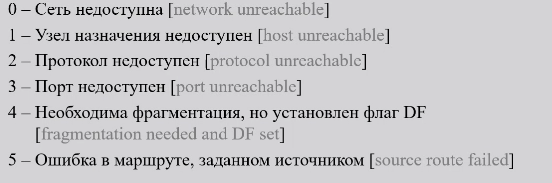 0 – Сеть недоступна [network unreachable]
1 – Узел назначения недоступен [host unreachable]
2 – Протокол недоступен [protocol unreachable]
3 – Порт недоступен [port unreachable]
4 – Необходима фрагментация, но установлен флаг DF
[fragmentation needed and DF set]
5 – Ошибка в маршруте, заданном источником [source route failed]